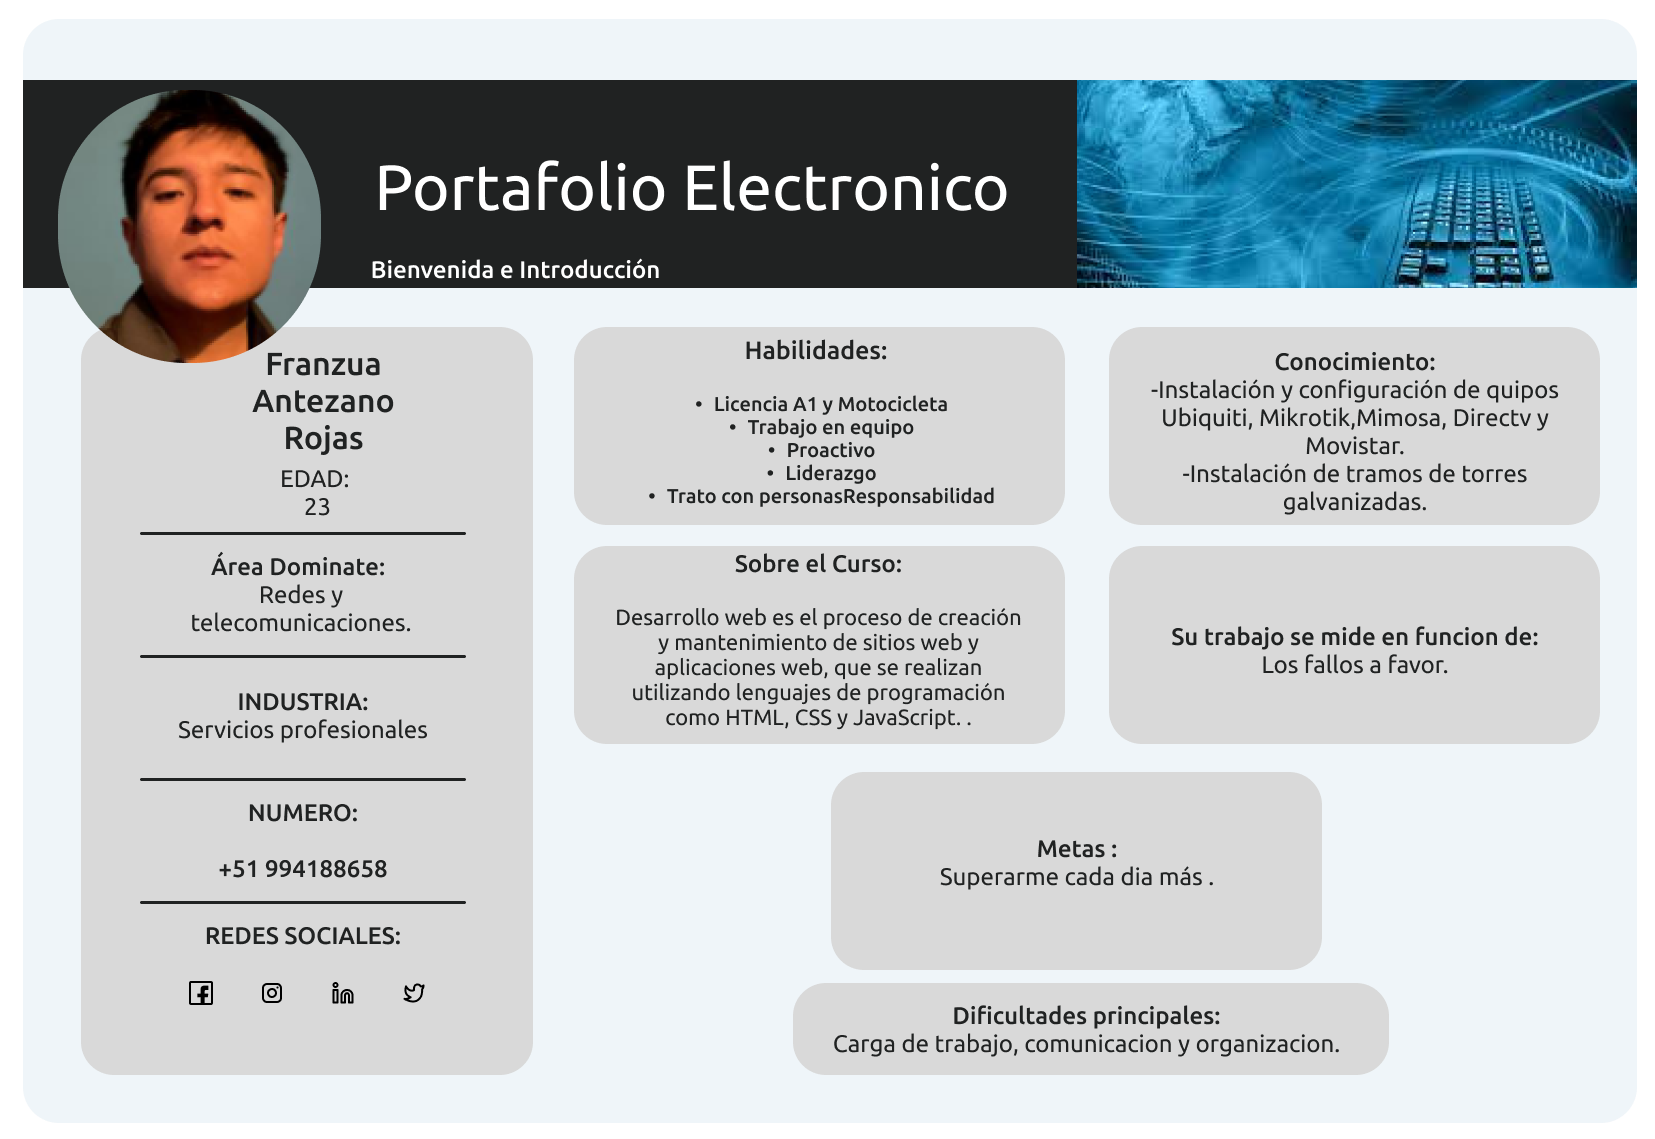 Portafolio Electronico
Bienvenida e Introducción
Franzua
Antezano
Rojas
EDAD:
23
Área Dominate:
Redes y
telecomunicaciones.
INDUSTRIA:
Servicios profesionales
NUMERO:
+51 994188658
REDES SOCIALES:
Habilidades:
• Licencia A1 y Motocicleta
• Trabajo en equipo
• Proactivo
• Liderazgo
• Trato con personasResponsabilidad
Conocimiento:
-Instalación y configuración de quipos
Ubiquiti, Mikrotik,Mimosa, Directv y
Movistar.
-Instalación de tramos de torres
galvanizadas.
Sobre el Curso:
Desarrollo web es el proceso de creación
y mantenimiento de sitios web y
aplicaciones web, que se realizan
utilizando lenguajes de programación
como HTML, CSS y JavaScript. .
Su trabajo se mide en funcion de:
Los fallos a favor.
Metas :
Superarme cada dia más .
Dificultades principales:
Carga de trabajo, comunicacion y organizacion.